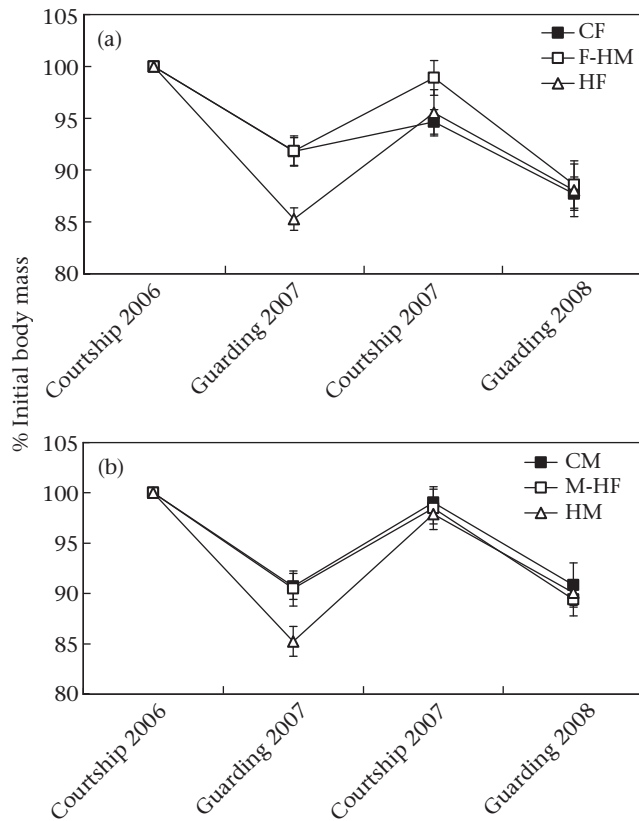 % Initial body mass
(a)
CF
F-HM
HF
105
100
95
90
85
80
Courtship 2006
Guarding 2007
Courtship 2007
Guarding 2008
(b)
CM
M-HF
HM
105
100
95
90
85
80
Courtship 2006
Guarding 2007
Courtship 2007
Guarding 2008